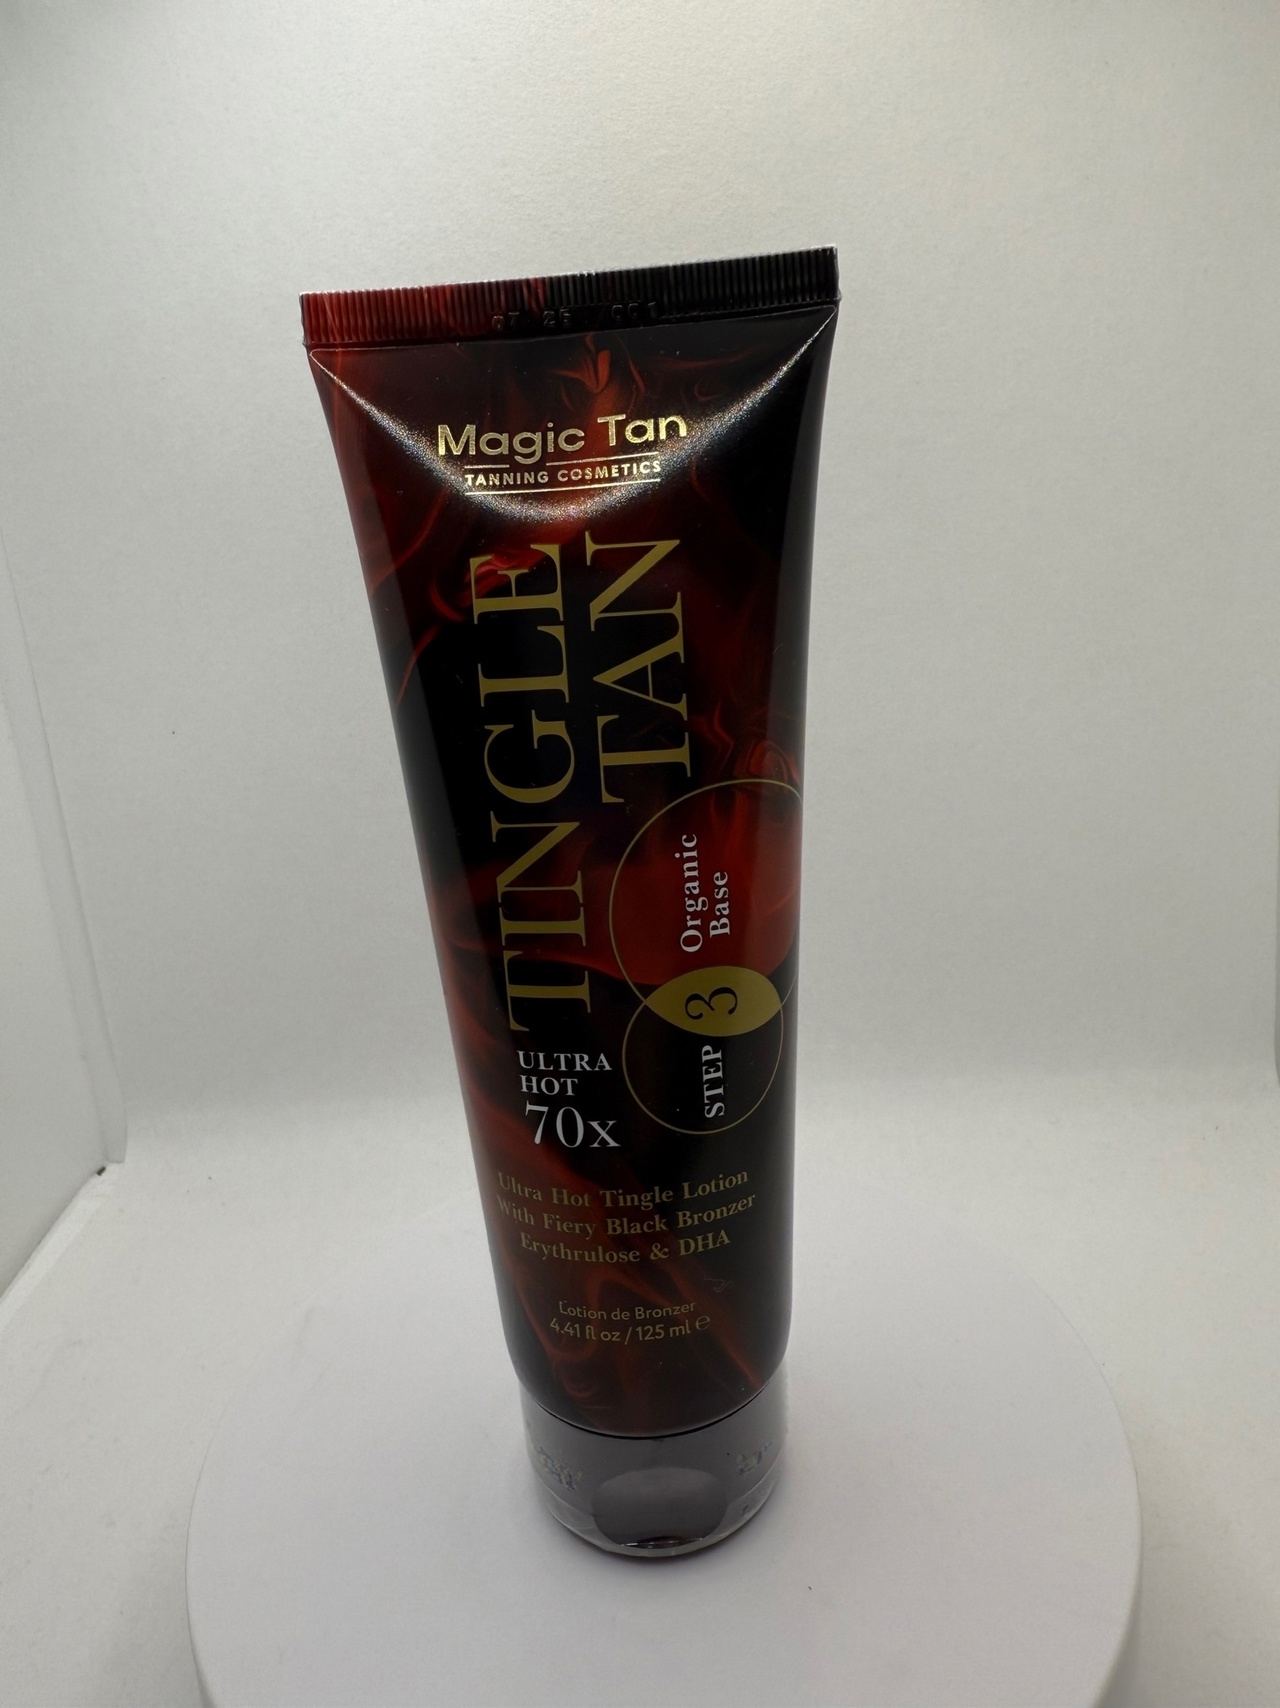 Magic Tan
TANNING COSMETICS
TINGLE
TAN
Organic
Base
STEP 3
ULTRA
HOT
70x
Ultra Hot Tingle Lotion
With Fiery Black Bronzer
Erythrulose & DHA
Lotion de Bronzer
4.41 fl oz / 125 ml ℮